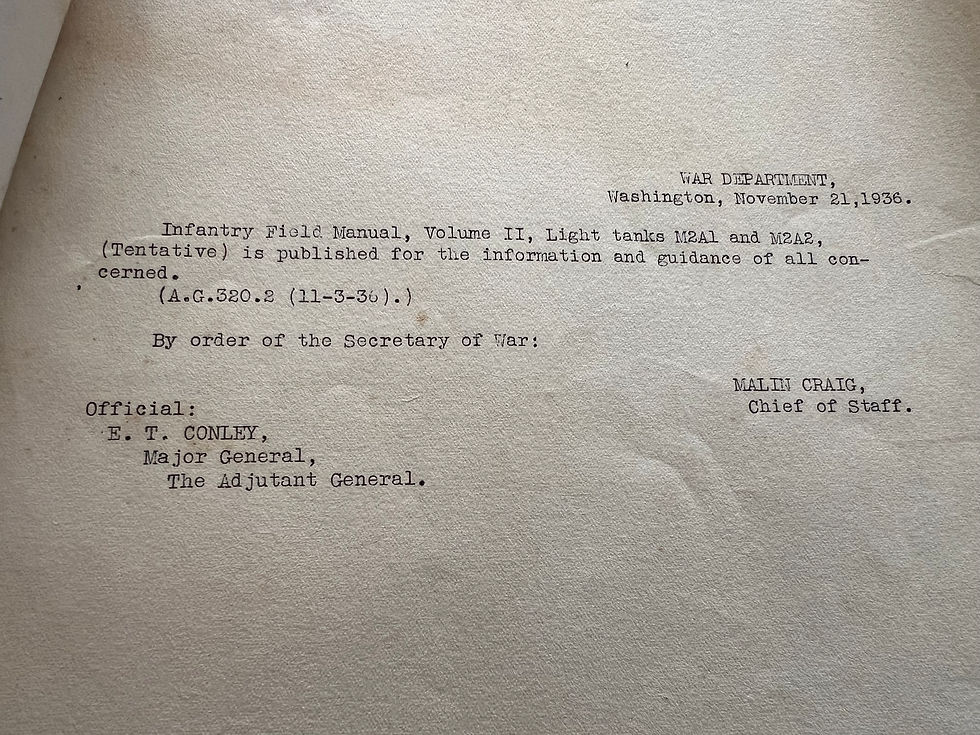 WAR DEPARTMENT,
Washington, November 21,1936.
Infantry Field Manual, Volume II, Light tanks M2A1 and M2A2,
(Tentative) is published for the information and guidance of all con-
cerned.
(A.G.320.2 (11-3-36).)
By order of the Secretary of War:
MALIN CRAIG,
Chief of Staff.
Official:
E. T. CONLEY,
Major General,
The Adjutant General.